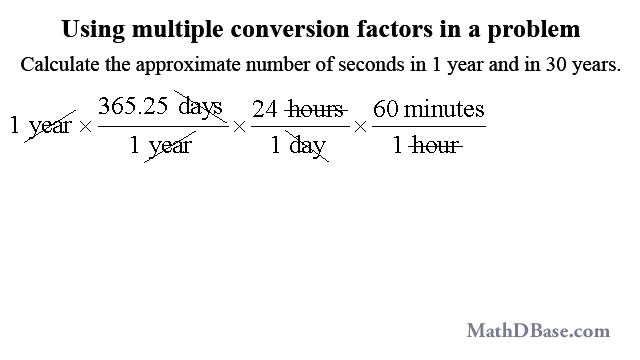 Using multiple conversion factors in a problem
Calculate the approximate number of seconds in 1 year and in 30 years.
1 year × 365.25 days / 1 year × 24 hours / 1 day × 60 minutes / 1 hour
MathDBase.com